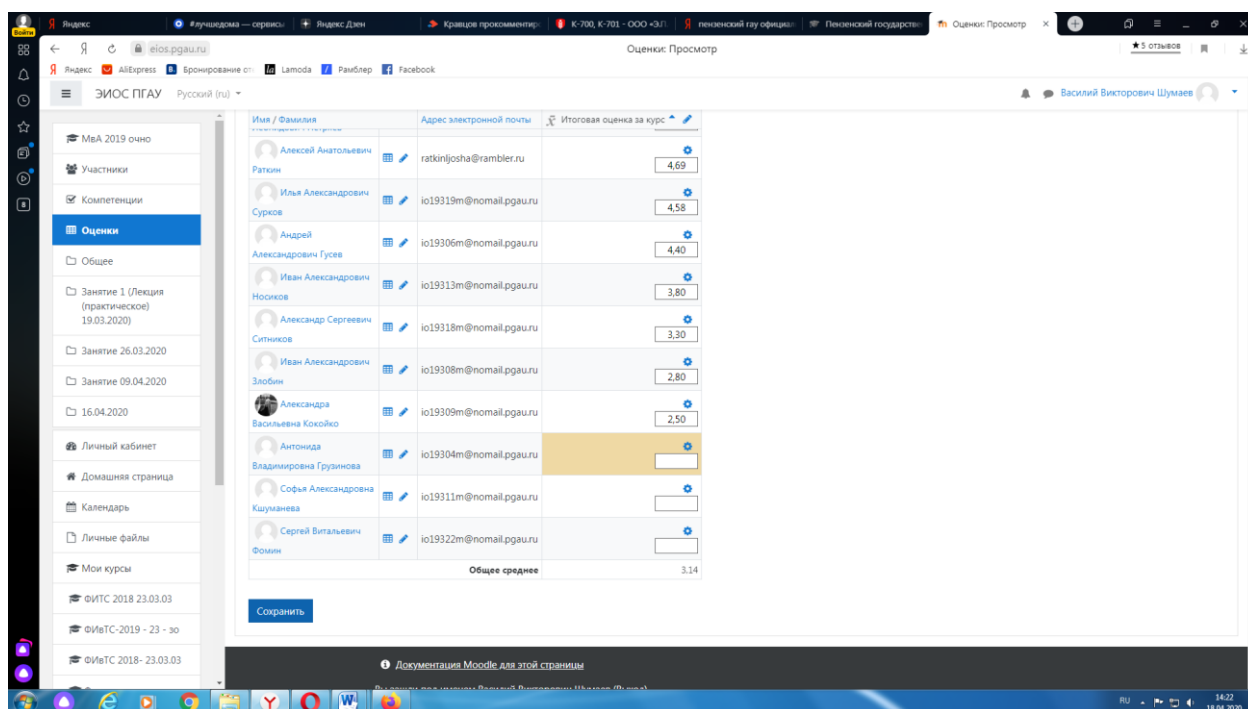 Войти
Яндекс
#лучшедома — сервисы
Яндекс Дзен
Кравцов прокомментир
К-700, К-701 - ООО «ЭЛ
пензенский гау официал
Пензенский государстве
Оценки: Просмотр
eios.pgau.ru
Оценки: Просмотр
★5 отзывов
Яндекс
AliExpress
Бронирование от
Lamoda
Рамблер
Facebook
ЭИОС ПГАУ
Русский (ru)
Василий Викторович Шумаев
МвА 2019 очно
Участники
Компетенции
Оценки
Общее
Занятие 1 (Лекция
(практическое)
19.03.2020)
Занятие 26.03.2020
Занятие 09.04.2020
16.04.2020
Личный кабинет
Домашняя страница
Календарь
Личные файлы
Мои курсы
ФИТС 2018 23.03.03
ФИвТС-2019 - 23 - зо
ФИвТС 2018- 23.03.03
Имя / Фамилия
Адрес электронной почты
Итоговая оценка за курс
Алексей Анатольевич
Раткин
ratkinljosha@rambler.ru
4,69
Илья Александрович
Сурков
io19319m@nomail.pgau.ru
4,58
Андрей
Александрович Гусев
io19306m@nomail.pgau.ru
4,40
Иван Александрович
Носиков
io19313m@nomail.pgau.ru
3,80
Александр Сергеевич
Ситников
io19318m@nomail.pgau.ru
3,30
Иван Александрович
Злобин
io19308m@nomail.pgau.ru
2,80
Александра
Васильевна Кокойко
io19309m@nomail.pgau.ru
2,50
Антонида
Владимировна Грузинова
io19304m@nomail.pgau.ru
Софья Александровна
Кшуманева
io19311m@nomail.pgau.ru
Сергей Витальевич
Фомин
io19322m@nomail.pgau.ru
Общее среднее
3,14
Сохранить
Документация Moodle для этой страницы
Вы зашли под именем Василий Викторович Шумаев (Выход)
RU
14:22
18.04.2020